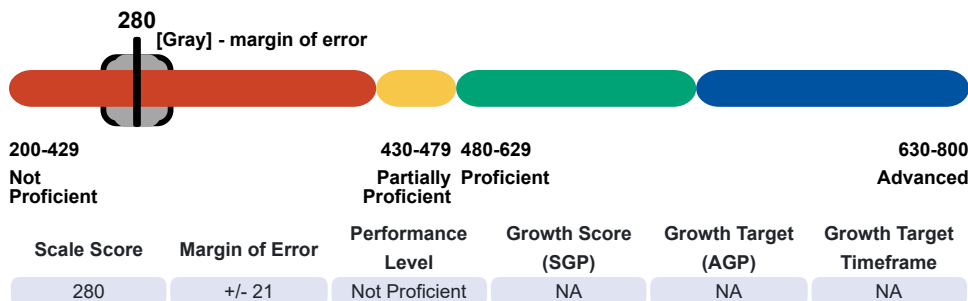 280
[Gray] - margin of error
200-429 430-479 480-629 630-800
Not Proficient Partially Proficient Proficient Advanced
Scale Score Margin of Error Performance Level Growth Score (SGP) Growth Target (AGP) Growth Target Timeframe
280 +/- 21 Not Proficient NA NA NA